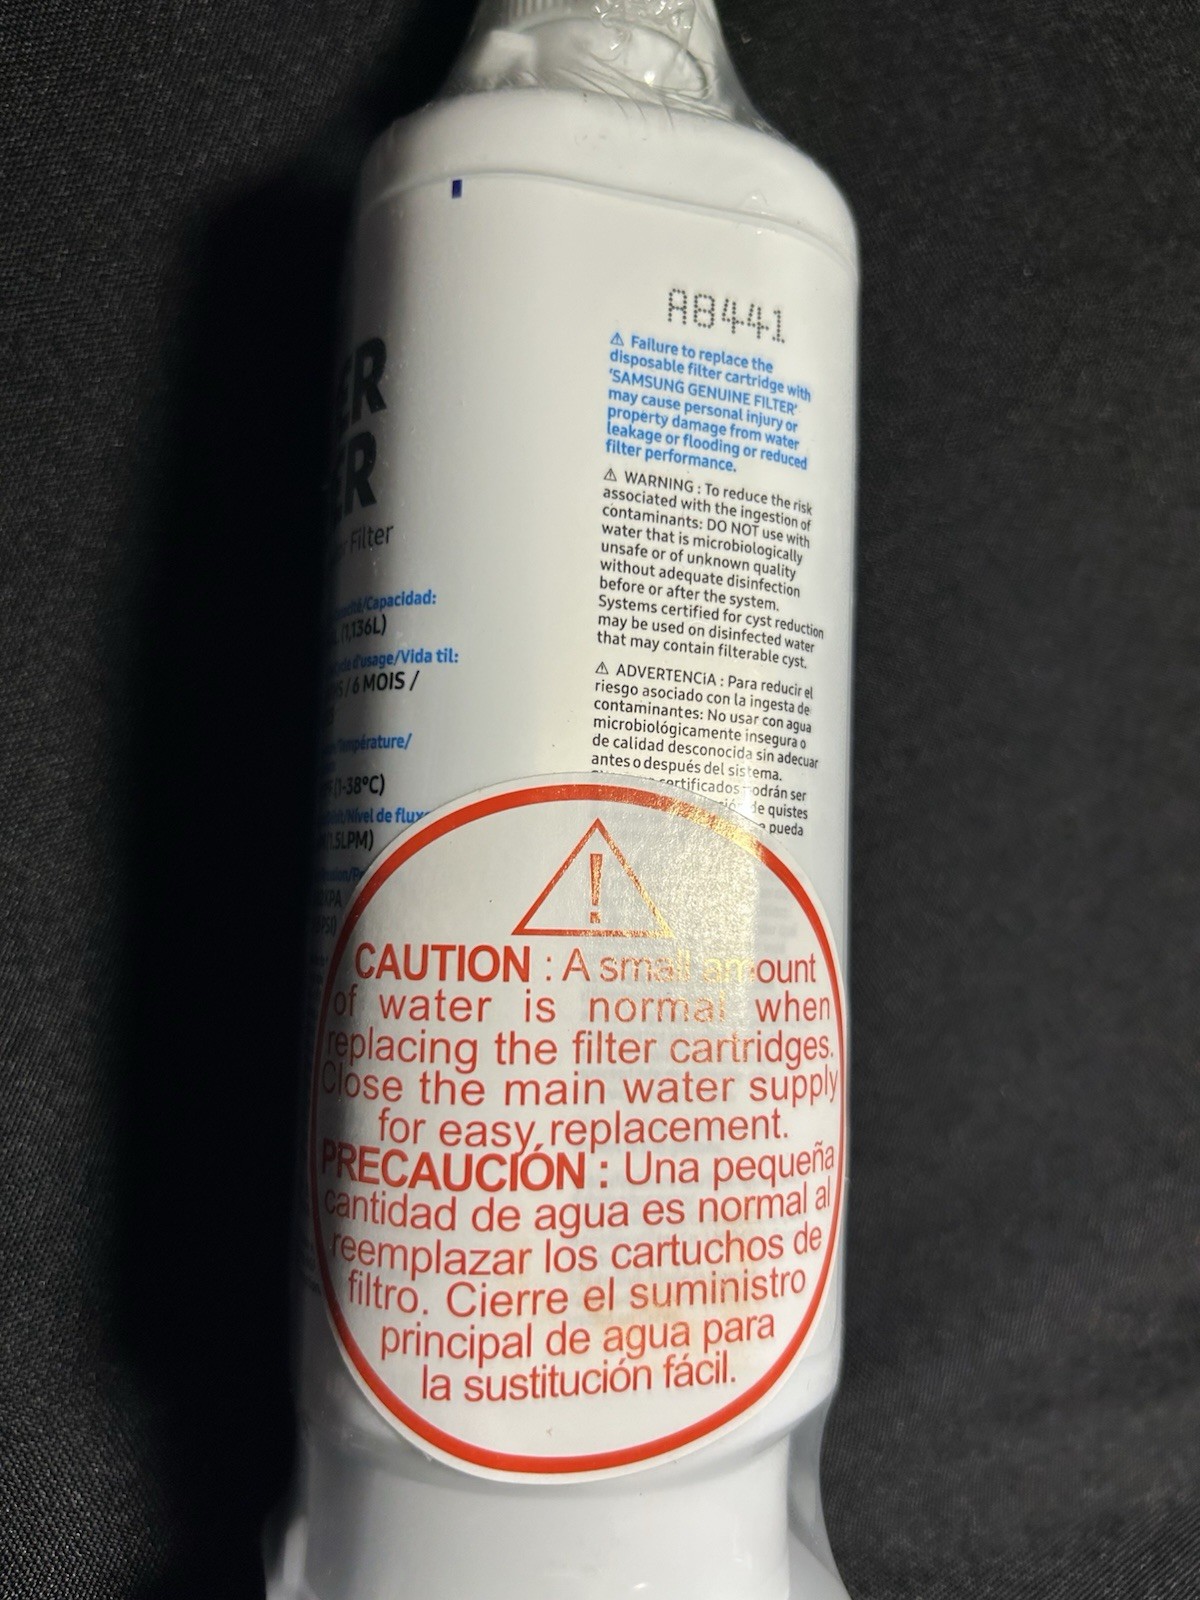 A8441
⚠ Failure to replace the
disposable filter cartridge with
'SAMSUNG GENUINE FILTER'
may cause personal injury or
property damage from water
leakage or flooding or reduced
filter performance.
⚠ WARNING : To reduce the risk
associated with the ingestion of
contaminants: DO NOT use with
water that is microbiologically
unsafe or of unknown quality
without adequate disinfection
before or after the system.
Systems certified for cyst reduction
may be used on disinfected water
that may contain filterable cyst.
⚠ ADVERTENCiA : Para reducir el
riesgo asociado con la ingesta de
contaminantes: No usar con agua
microbiológicamente insegura o
de calidad desconocida sin adecuar
antes o después del sistema.
certificados podrán ser
de quistes
pueda
Filter
/Capacidad:
(1,136L)
d'usage/Vida til:
/ 6 MOIS /
Température/
(1-38°C)
/Nivel de flux
CAUTION : A small amount
of water is normal when
replacing the filter cartridges.
Close the main water supply
for easy replacement.
PRECAUCIÓN : Una pequeña
cantidad de agua es normal al
reemplazar los cartuchos de
filtro. Cierre el suministro
principal de agua para
la sustitución fácil.